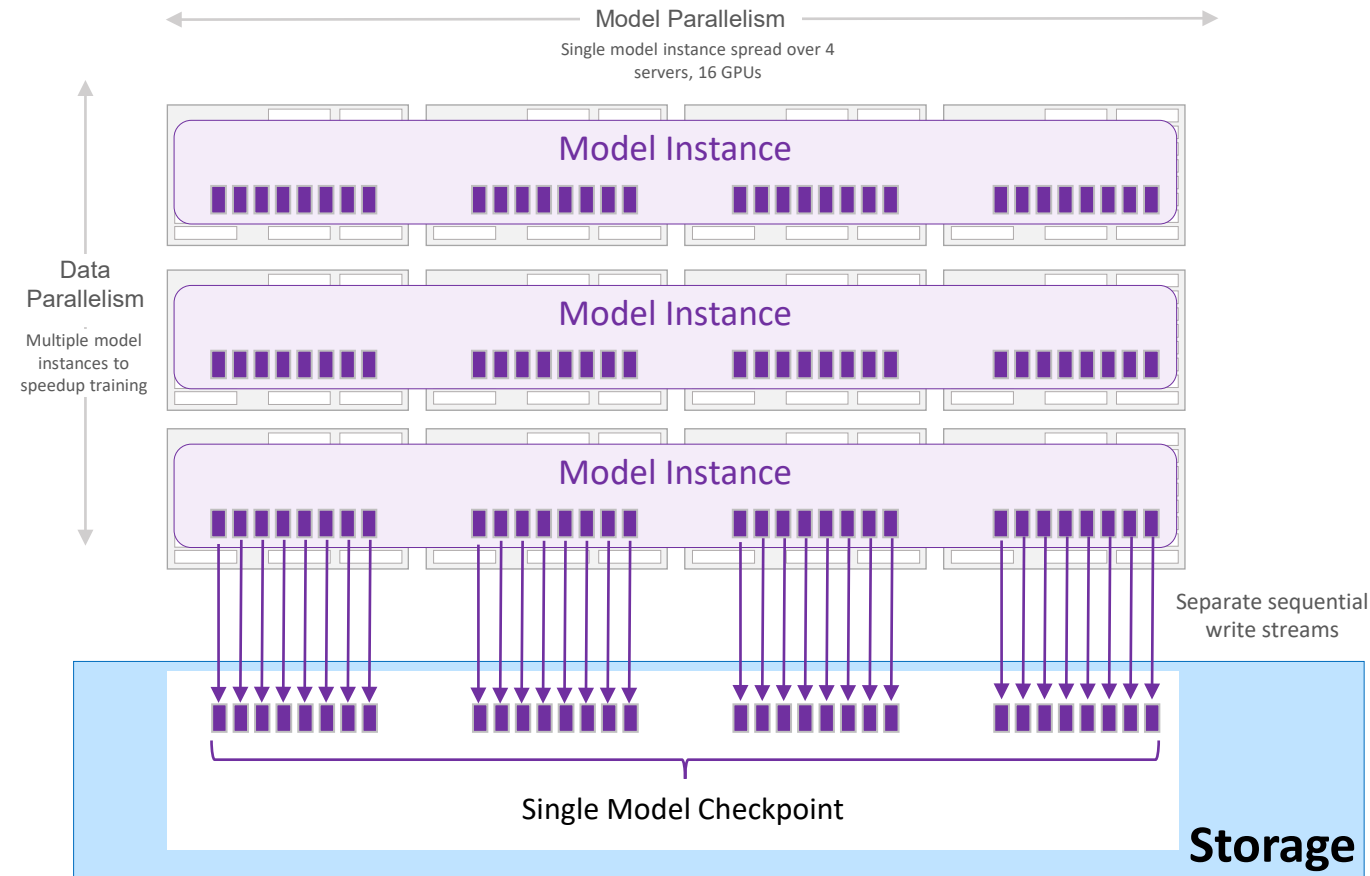 Model Parallelism
Single model instance spread over 4
servers, 16 GPUs
Model Instance
Data
Parallelism
Multiple model
instances to
speedup training
Model Instance
Model Instance
Separate sequential
write streams
Single Model Checkpoint
Storage